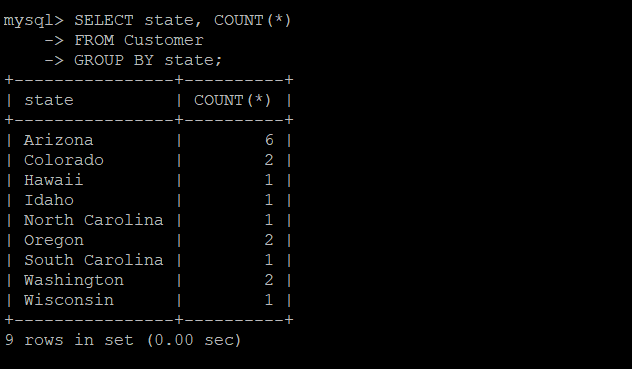 mysql> SELECT state, COUNT(*)
    -> FROM Customer
    -> GROUP BY state;
+----------------+----------+
| state          | COUNT(*) |
+----------------+----------+
| Arizona        |        6 |
| Colorado       |        2 |
| Hawaii         |        1 |
| Idaho          |        1 |
| North Carolina |        1 |
| Oregon         |        2 |
| South Carolina |        1 |
| Washington     |        2 |
| Wisconsin      |        1 |
+----------------+----------+
9 rows in set (0.00 sec)